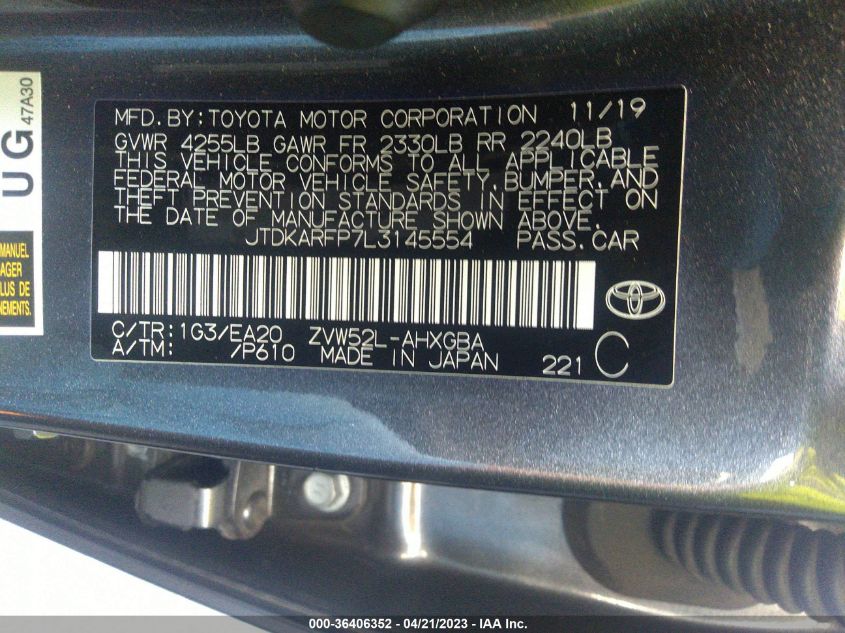 UG
47A30
MANUEL
AGER
LUS DE
NEMENTS.
MFD.BY:TOYOTA MOTOR CORPORATION 11/19
GVWR 4255LB GAWR FR 2330LB RR 2240LB
THIS VEHICLE CONFORMS TO ALL APPLICABLE
FEDERAL MOTOR VEHICLE SAFETY,BUMPER,AND
THEFT PREVENTION STANDARDS IN EFFECT ON
THE DATE OF MANUFACTURE SHOWN ABOVE.
JTDKARFP7L3145554 PASS.CAR
C/TR:1G3/EA20 ZVW52L-AHXGBA
A/TM: /P610 MADE IN JAPAN 221 C
000-36406352 / 04/21/2023 - IAA Inc.